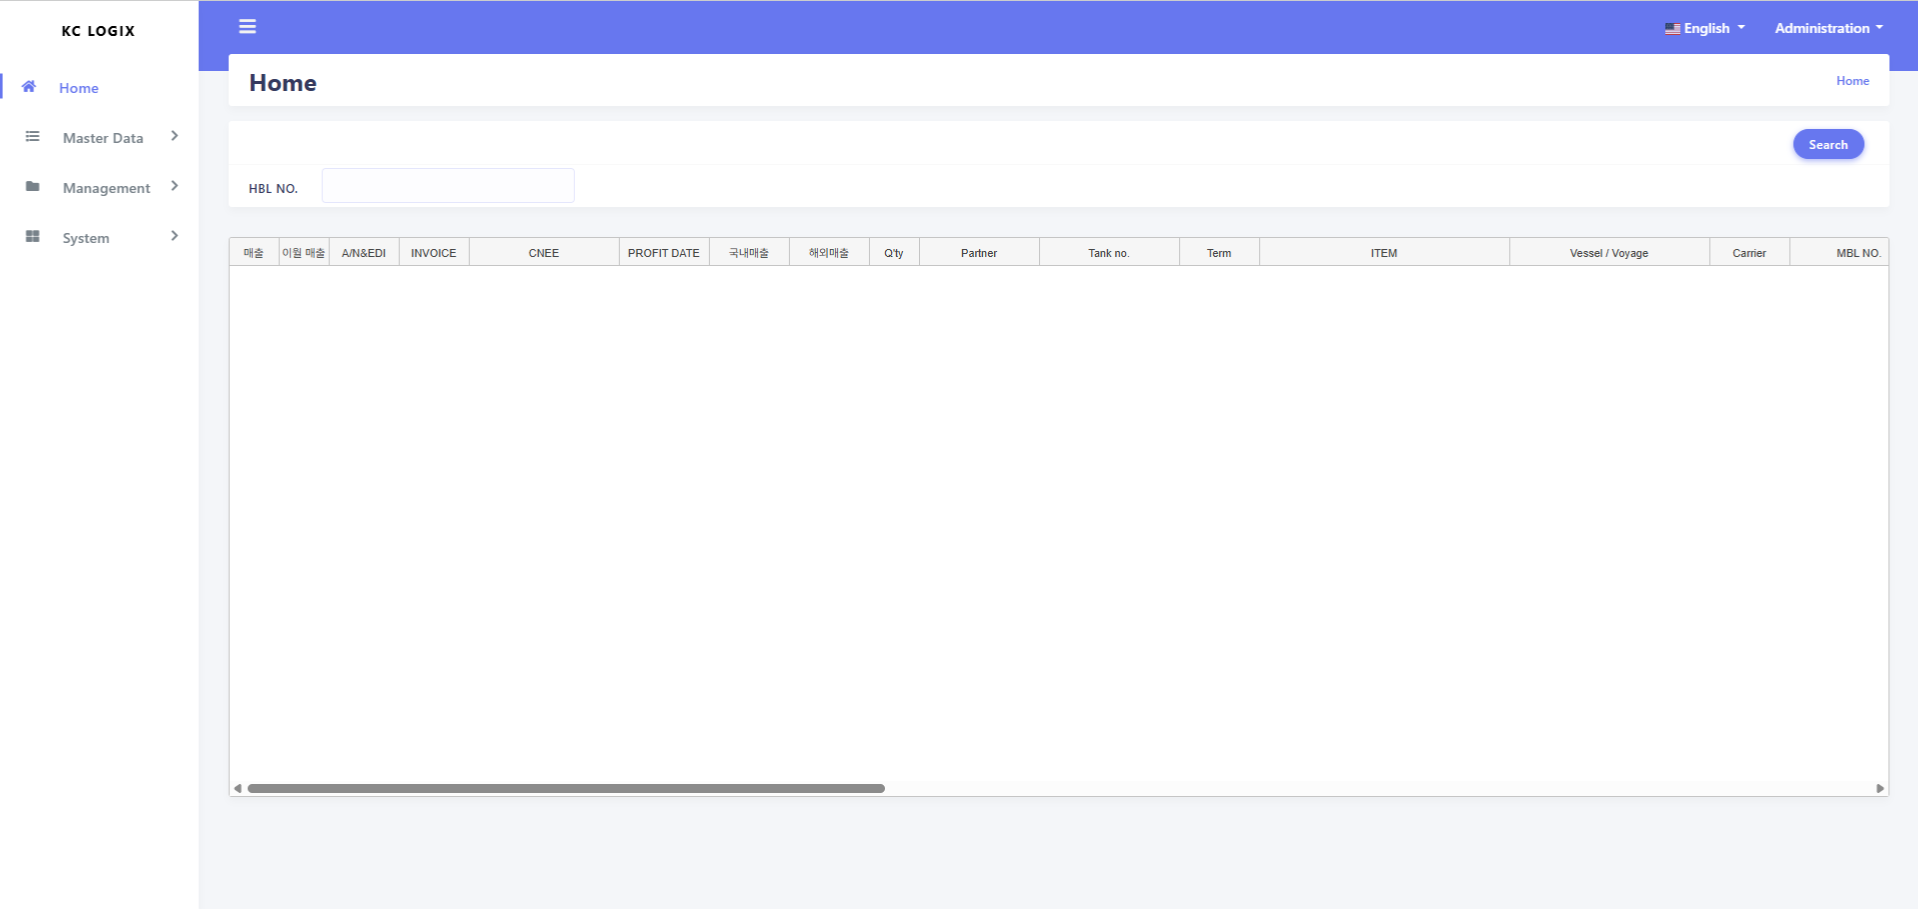 KC LOGIX
English
Administration
Home
Home
Home
Master Data
Management
System
Search
HBL NO.
매출 이월 매출 A/N&EDI INVOICE CNEE PROFIT DATE 국내매출 해외매출 Q'ty Partner Tank no. Term ITEM Vessel / Voyage Carrier MBL NO.